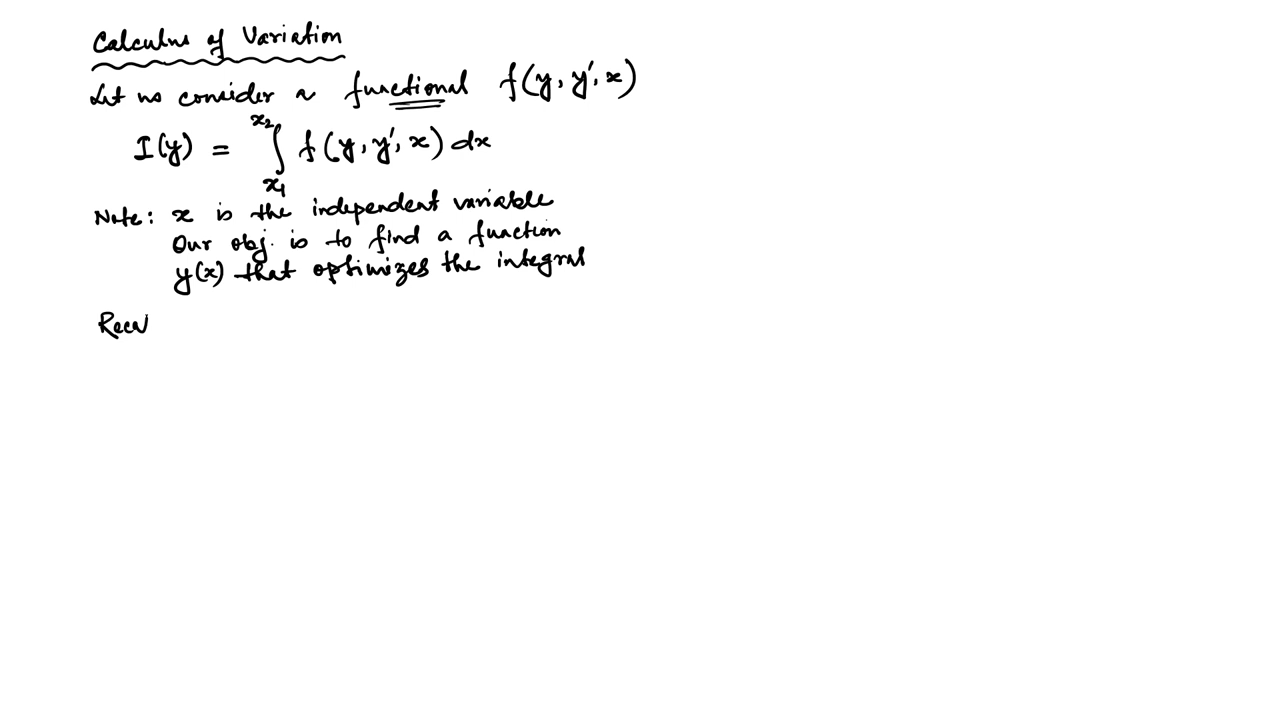 Calculus of Variation
Let us consider a functional f(y, y', x)
I(y) = ∫_{x₁}^{x₂} f(y, y', x) dx
Note: x is the independent variable
Our obj. is to find a function
y(x) that optimizes the integral